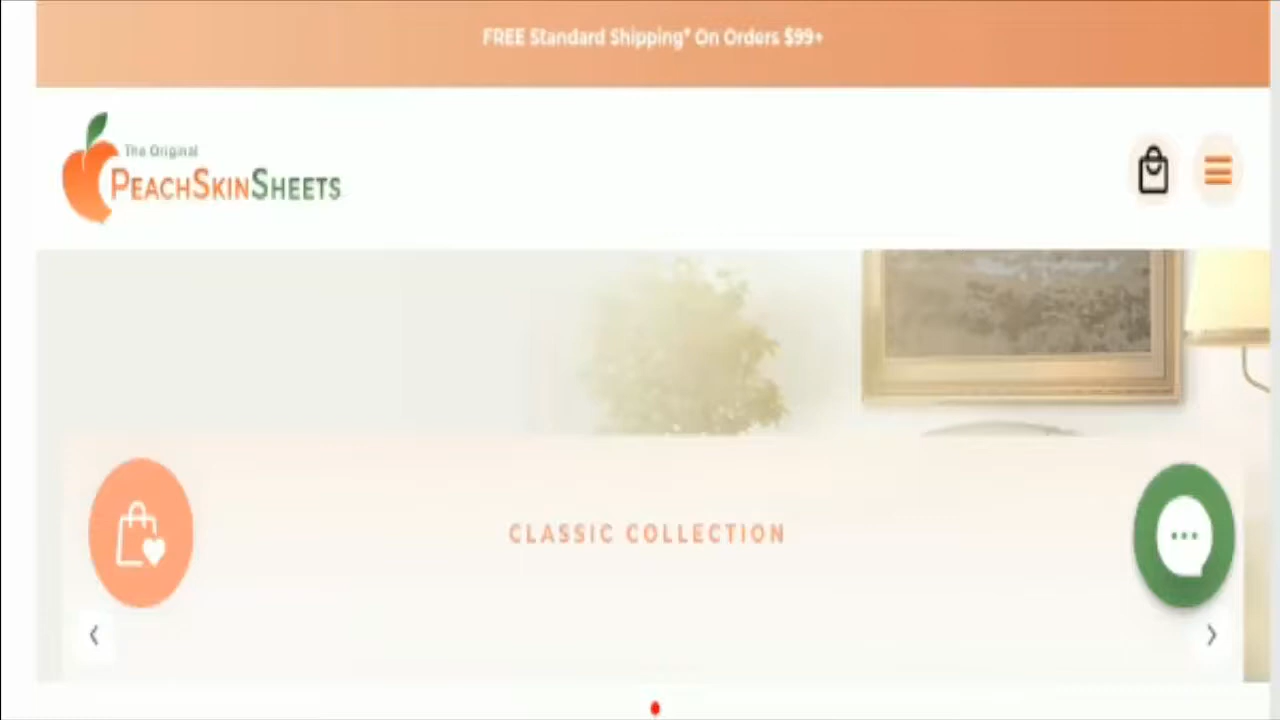 FREE Standard Shipping* On Orders $99+
The Original
PEACHSKINSHEETS
CLASSIC COLLECTION